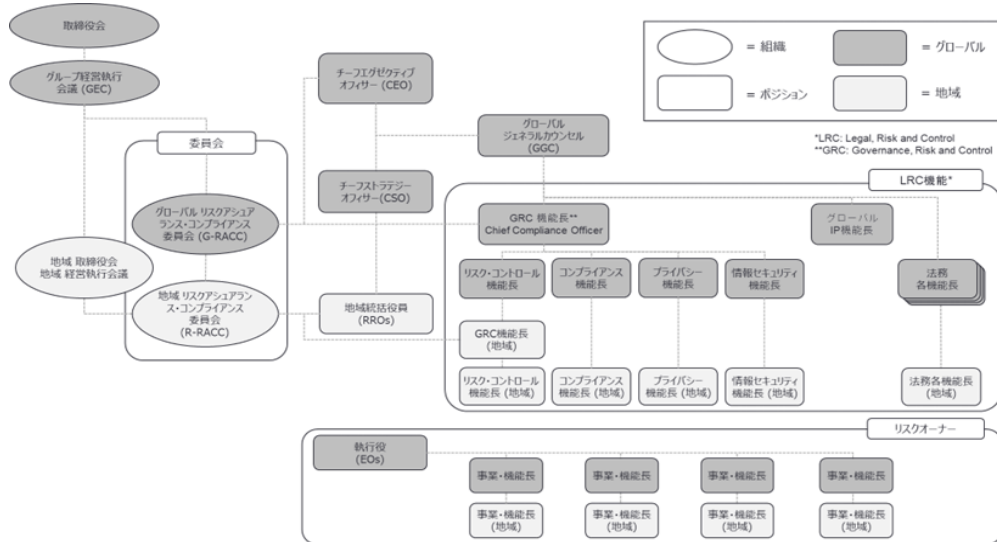 取締役会
グループ経営執行
会議 (GEC)
チーフエグゼクティブ
オフィサー (CEO)
グローバル
ジェネラルカウンセル
(GGC)
= 組織
= グローバル
= ポジション
= 地域
*LRC: Legal, Risk and Control
**GRC: Governance, Risk and Control
委員会
チーフストラテジー
オフィサー(CSO)
LRC機能*
グローバル リスクアシュア
ランス・コンプライアンス
委員会 (G-RACC)
GRC 機能長**
Chief Compliance Officer
グローバル
IP機能長
地域 取締役会
地域 経営執行会議
リスク・コントロール
機能長
コンプライアンス
機能長
プライバシー
機能長
情報セキュリティ
機能長
法務
各機能長
地域 リスクアシュアラン
ス・コンプライアンス
委員会
(R-RACC)
地域統括役員
(RROs)
GRC機能長
(地域)
リスク・コントロール
機能長 (地域)
コンプライアンス
機能長 (地域)
プライバシー
機能長 (地域)
情報セキュリティ
機能長 (地域)
法務各機能長
(地域)
リスクオーナー
執行役
(EOs)
事業・機能長
事業・機能長
事業・機能長
事業・機能長
事業・機能長
(地域)
事業・機能長
(地域)
事業・機能長
(地域)
事業・機能長
(地域)